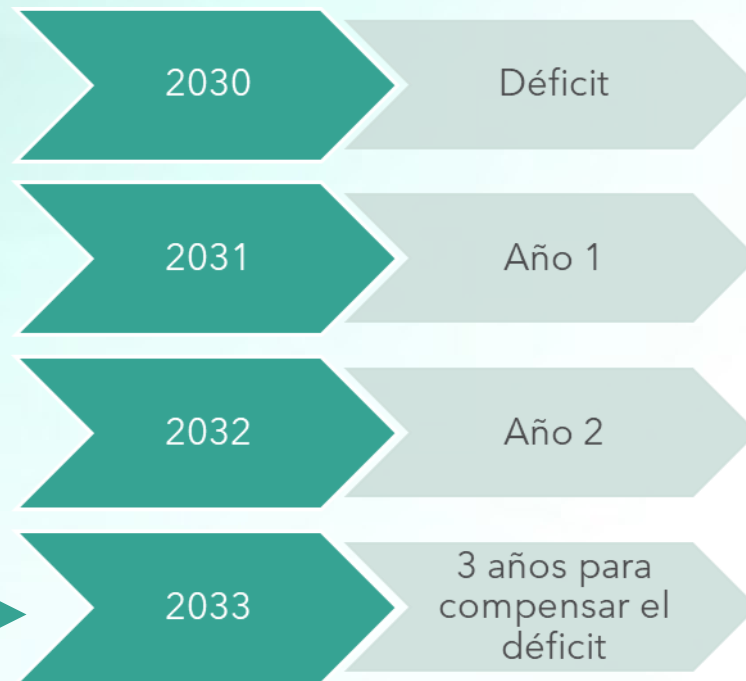 2030
Déficit
2031
Año 1
2032
Año 2
2033
3 años para
compensar el
déficit